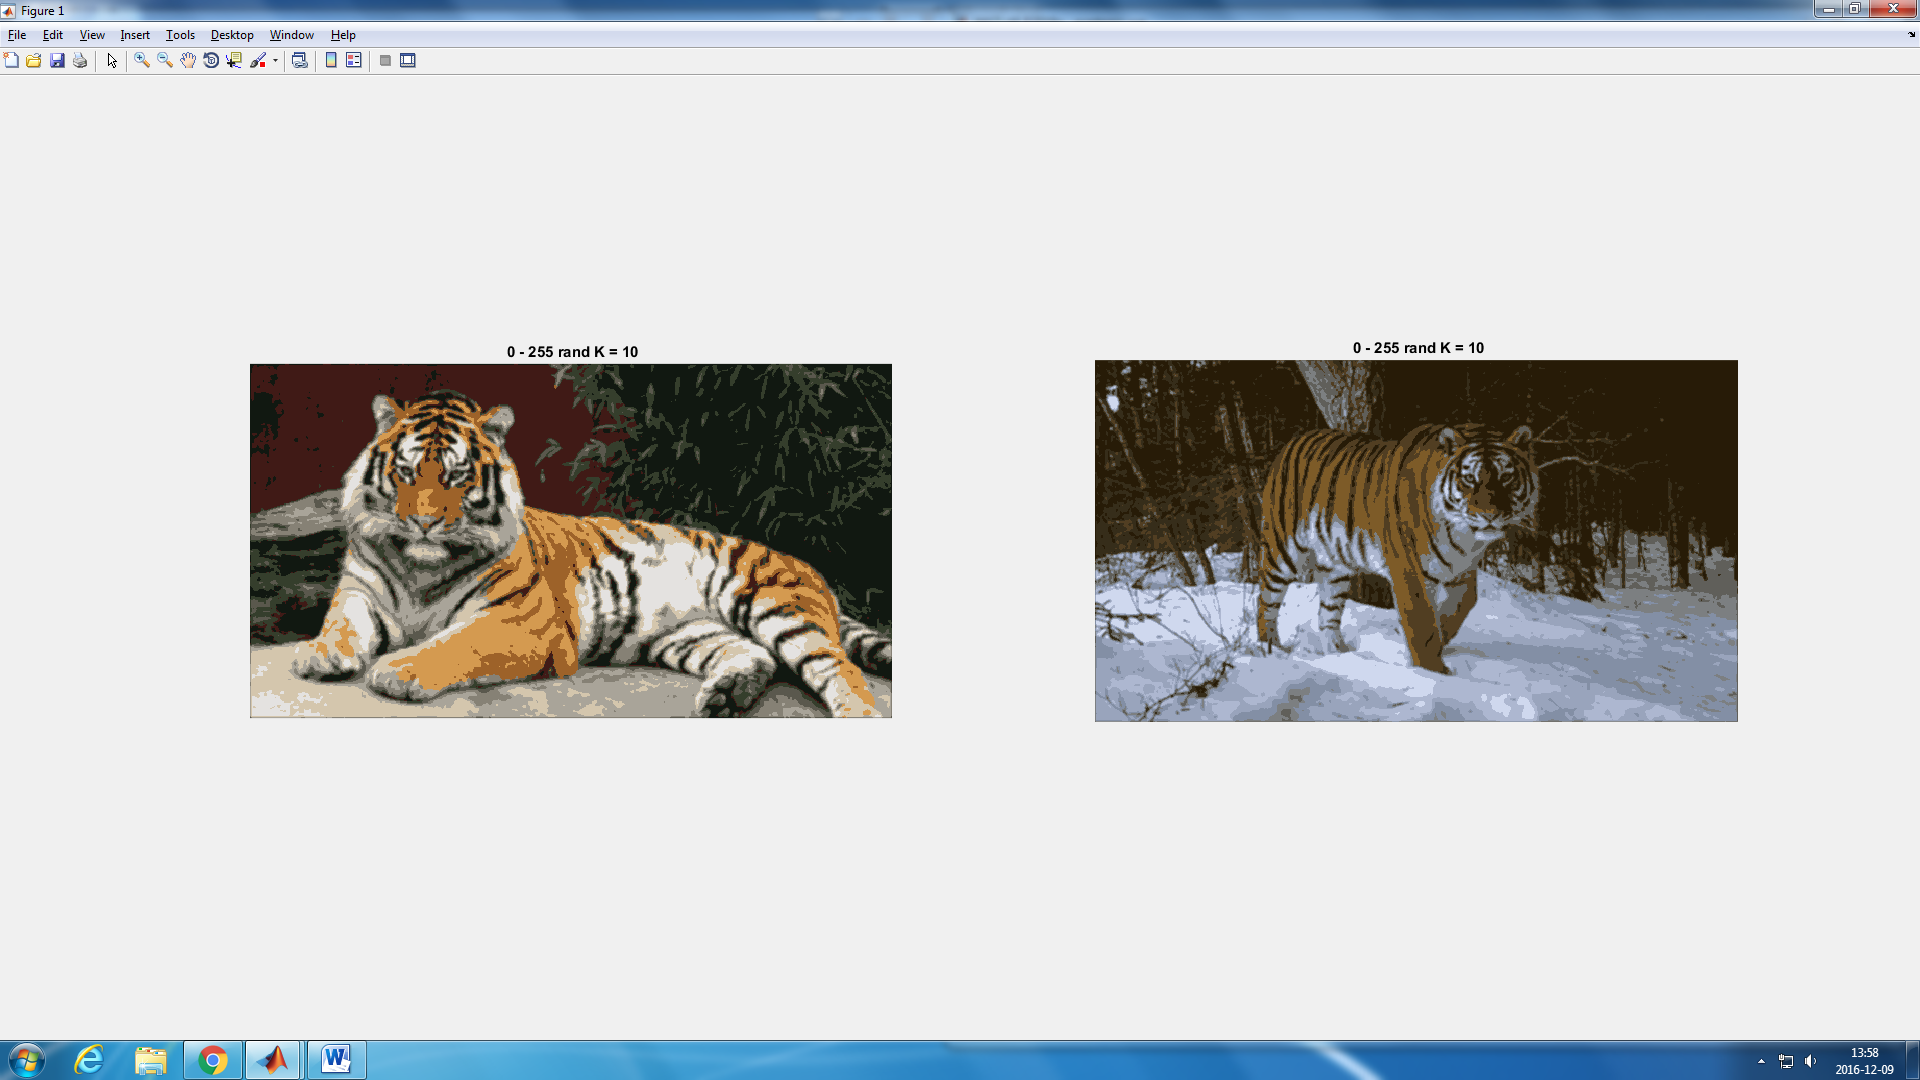 Figure 1
File Edit View Insert Tools Desktop Window Help
0 - 255 rand K = 10
0 - 255 rand K = 10
13:58
2016-12-09